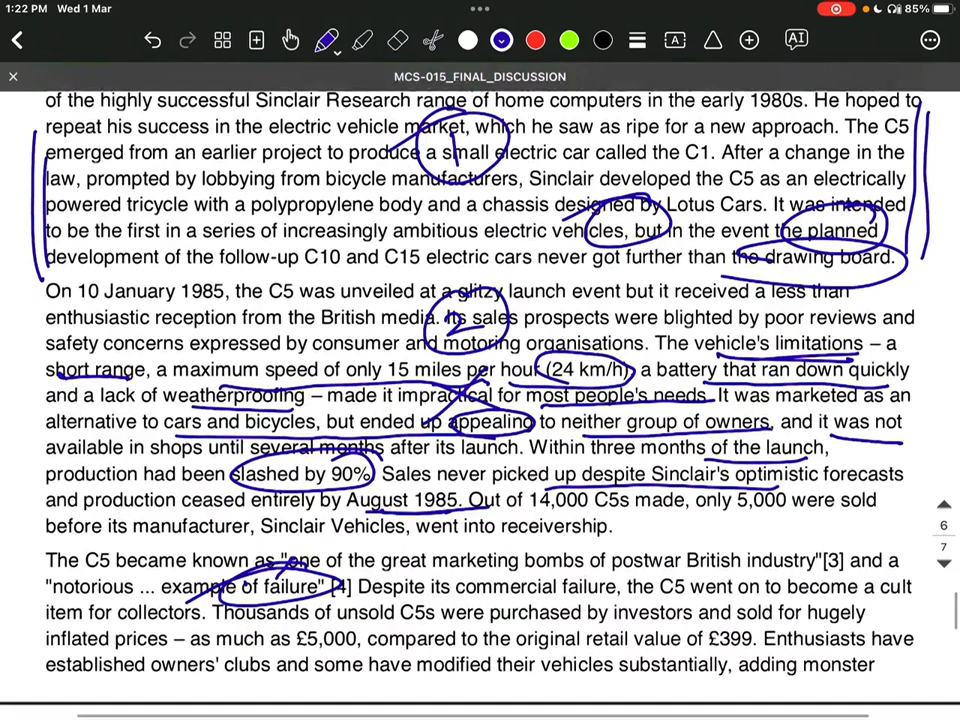 1:22 PM Wed 1 Mar
85%
MCS-015_FINAL_DISCUSSION
of the highly successful Sinclair Research range of home computers in the early 1980s. He hoped to
repeat his success in the electric vehicle market, which he saw as ripe for a new approach. The C5
emerged from an earlier project to produce a small electric car called the C1. After a change in the
law, prompted by lobbying from bicycle manufacturers, Sinclair developed the C5 as an electrically
powered tricycle with a polypropylene body and a chassis designed by Lotus Cars. It was intended
to be the first in a series of increasingly ambitious electric vehicles, but in the event the planned
development of the follow-up C10 and C15 electric cars never got further than the drawing board.
1
On 10 January 1985, the C5 was unveiled at a glitzy launch event but it received a less than
enthusiastic reception from the British media. Its sales prospects were blighted by poor reviews and
safety concerns expressed by consumer and motoring organisations. The vehicle's limitations – a
short range, a maximum speed of only 15 miles per hour (24 km/h), a battery that ran down quickly
and a lack of weatherproofing – made it impractical for most people's needs. It was marketed as an
alternative to cars and bicycles, but ended up appealing to neither group of owners, and it was not
available in shops until several months after its launch. Within three months of the launch,
production had been slashed by 90%. Sales never picked up despite Sinclair's optimistic forecasts
and production ceased entirely by August 1985. Out of 14,000 C5s made, only 5,000 were sold
before its manufacturer, Sinclair Vehicles, went into receivership.
2
The C5 became known as "one of the great marketing bombs of postwar British industry"[3] and a
"notorious ... example of failure".[4] Despite its commercial failure, the C5 went on to become a cult
item for collectors. Thousands of unsold C5s were purchased by investors and sold for hugely
inflated prices – as much as £5,000, compared to the original retail value of £399. Enthusiasts have
established owners' clubs and some have modified their vehicles substantially, adding monster
6
7
A
AI